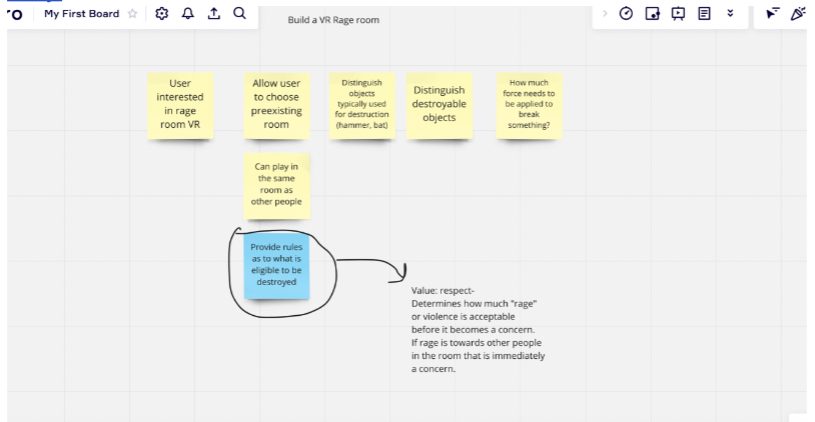 ro My First Board
Build a VR Rage room
User
interested
in rage
room VR
Allow user
to choose
preexisting
room
Distinguish
objects
typically used
for destruction
(hammer, bat)
Distinguish
destroyable
objects
How much
force needs to
be applied to
break
something?
Can play in
the same
room as
other people
Provide rules
as to what is
eligible to be
destroyed
Value: respect-
Determines how much "rage"
or violence is acceptable
before it becomes a concern.
If rage is towards other people
in the room that is immediately
a concern.